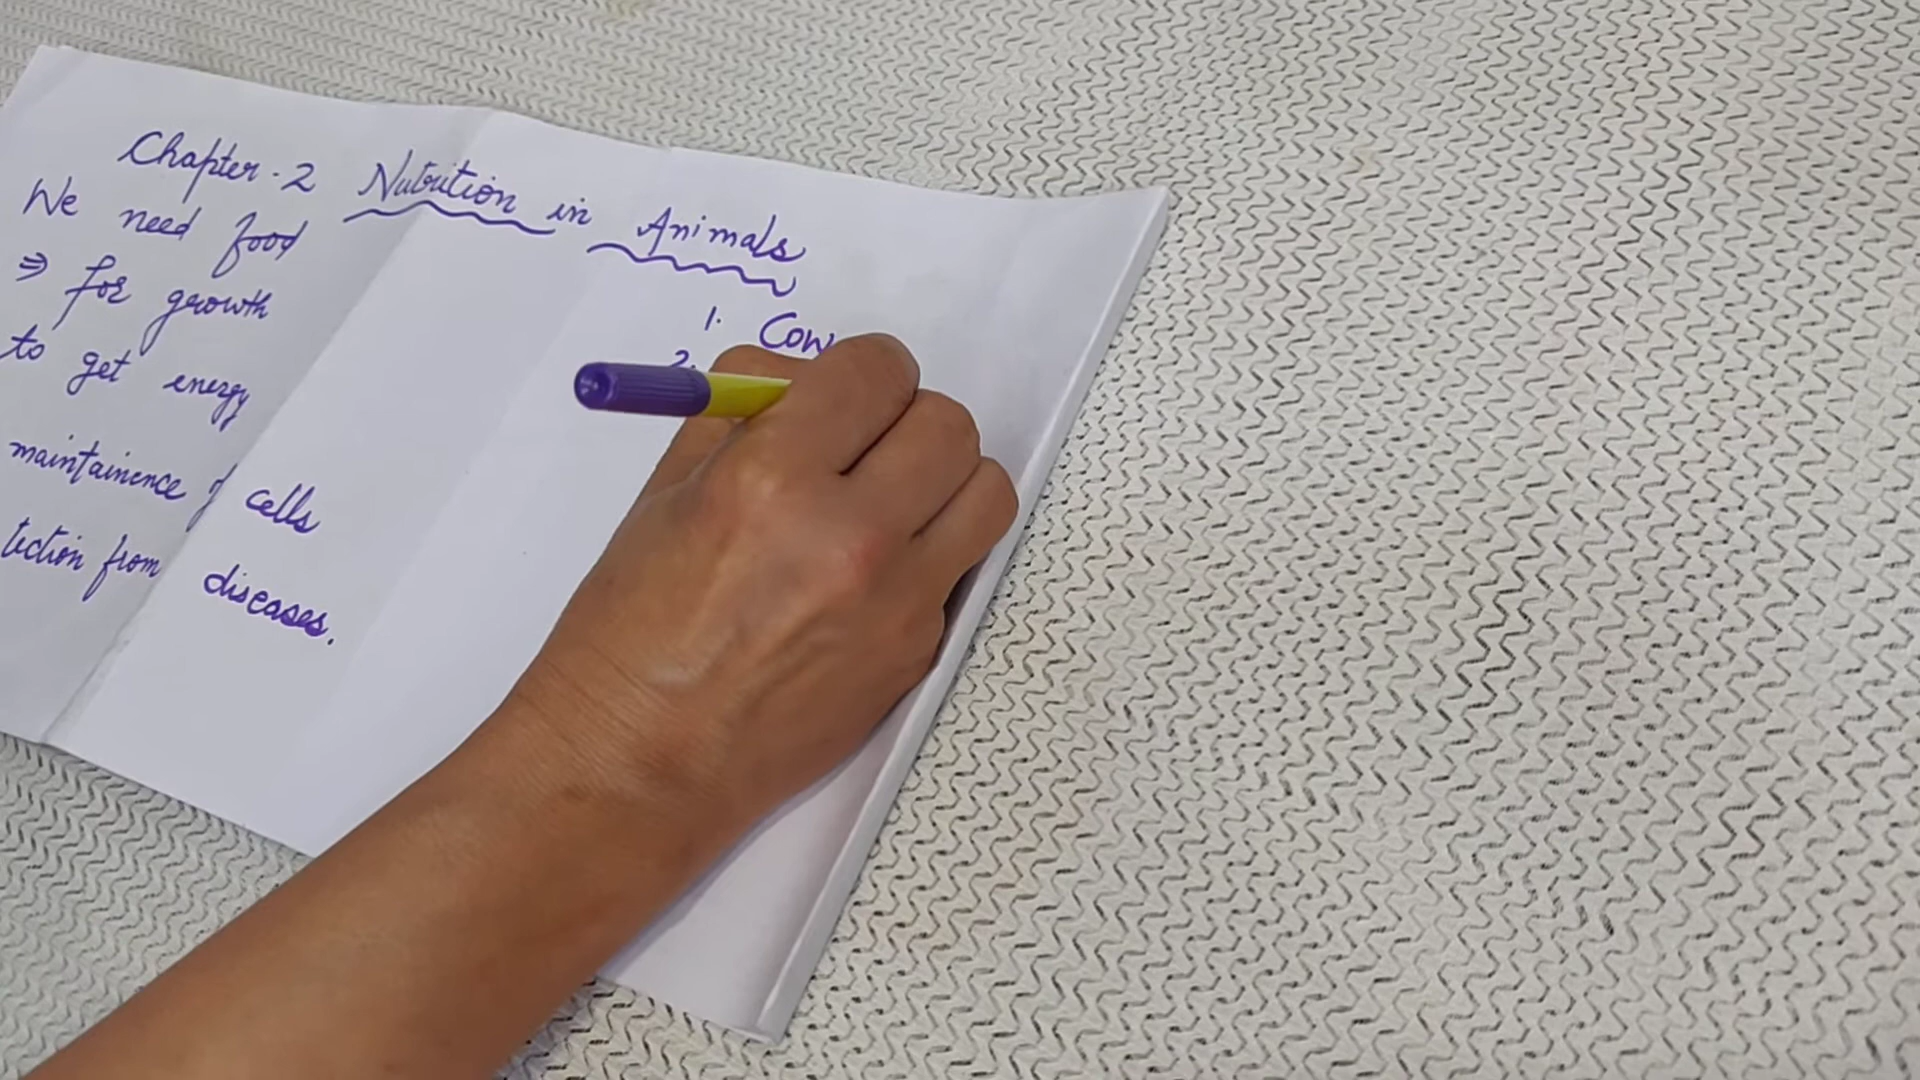 Chapter-2 Nutrition in Animals
We need food
⇒ for growth
to get energy
maintainence of cells
tection from diseases.
1. Cow
2.